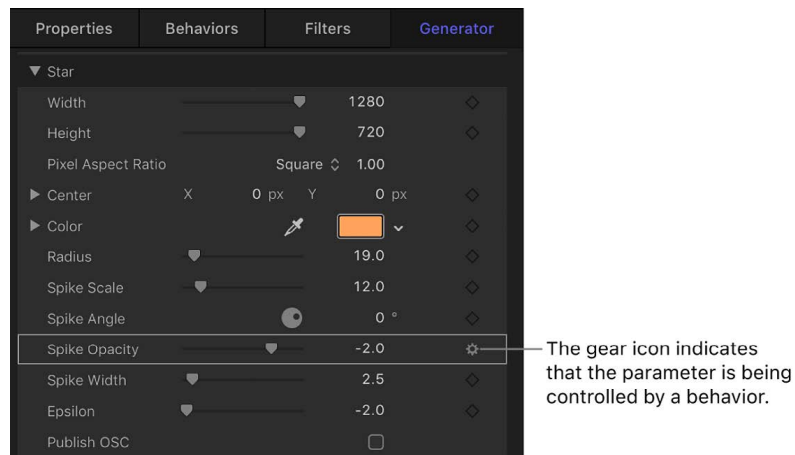 Properties Behaviors Filters Generator
Star
Width 1280
Height 720
Pixel Aspect Ratio Square 1.00
Center X 0 px Y 0 px
Color
Radius 19.0
Spike Scale 12.0
Spike Angle 0 °
Spike Opacity -2.0
The gear icon indicates
that the parameter is being
controlled by a behavior.
Spike Width 2.5
Epsilon -2.0
Publish OSC